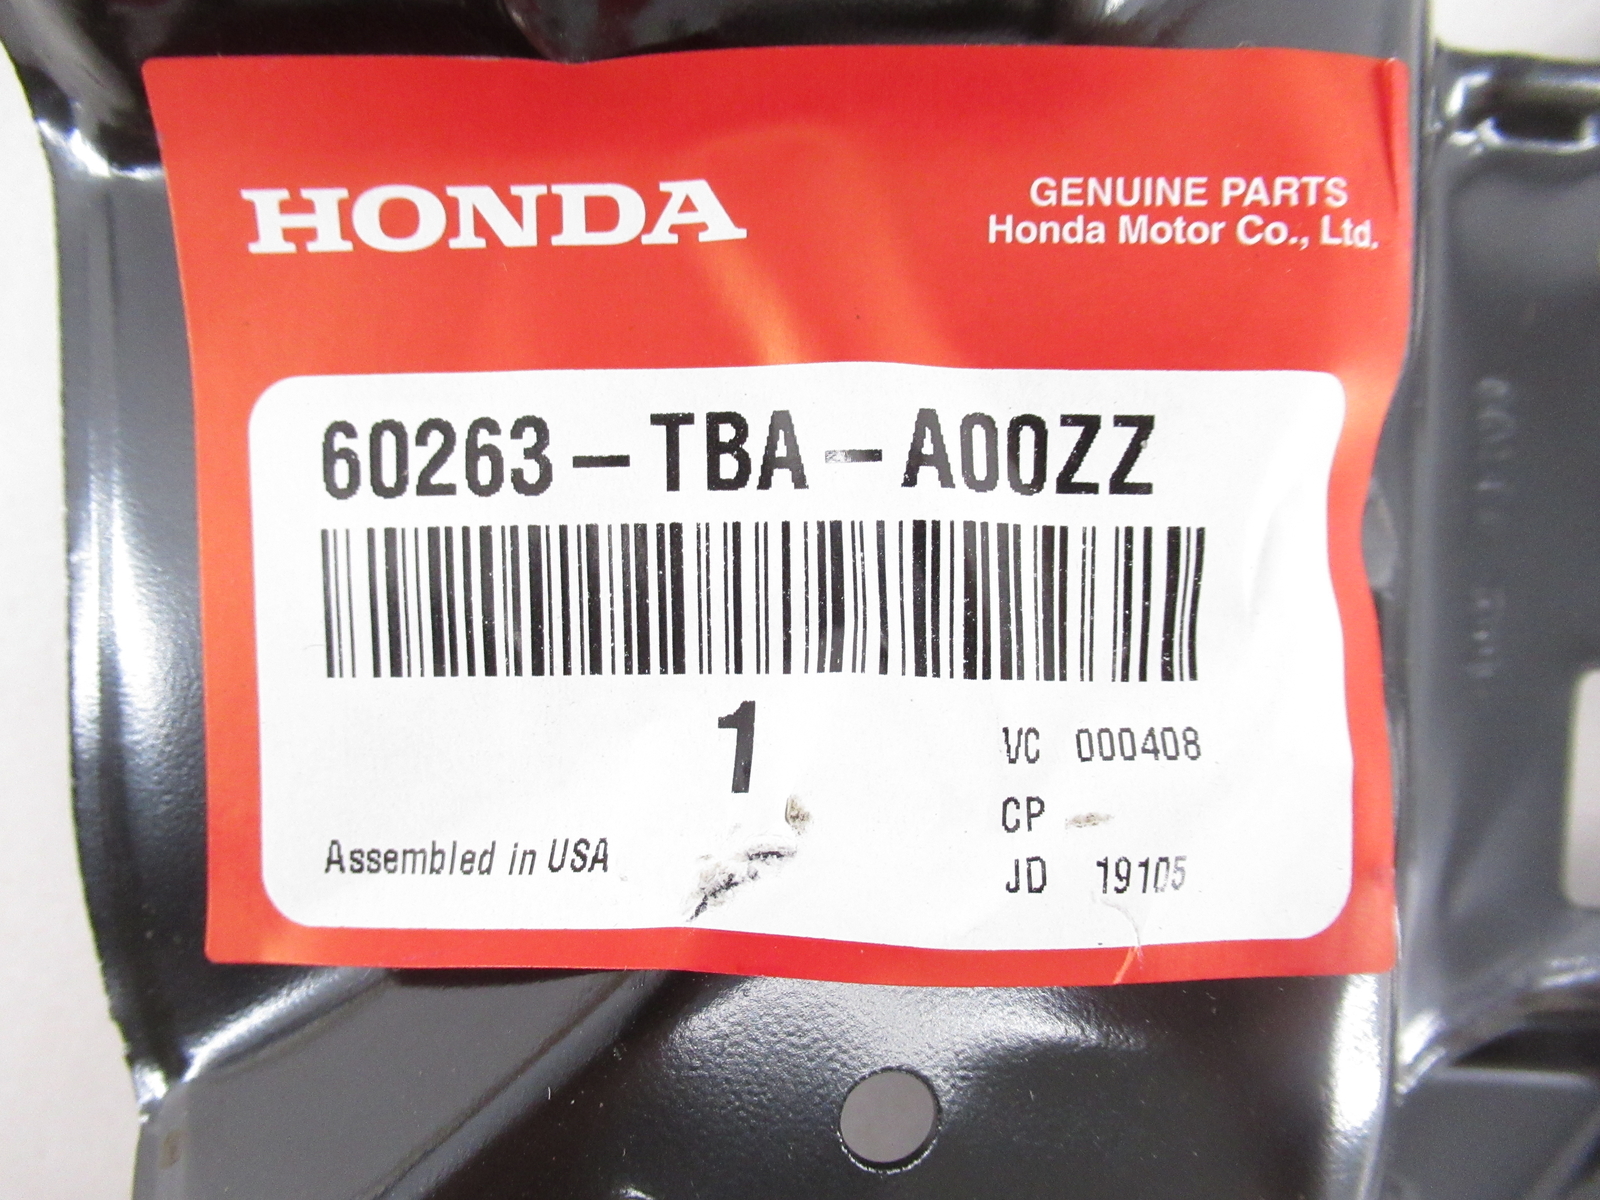 HONDA
GENUINE PARTS
Honda Motor Co., Ltd.
60263-TBA-A00ZZ
1
VC 000408
CP
Assembled in USA
JD 19105